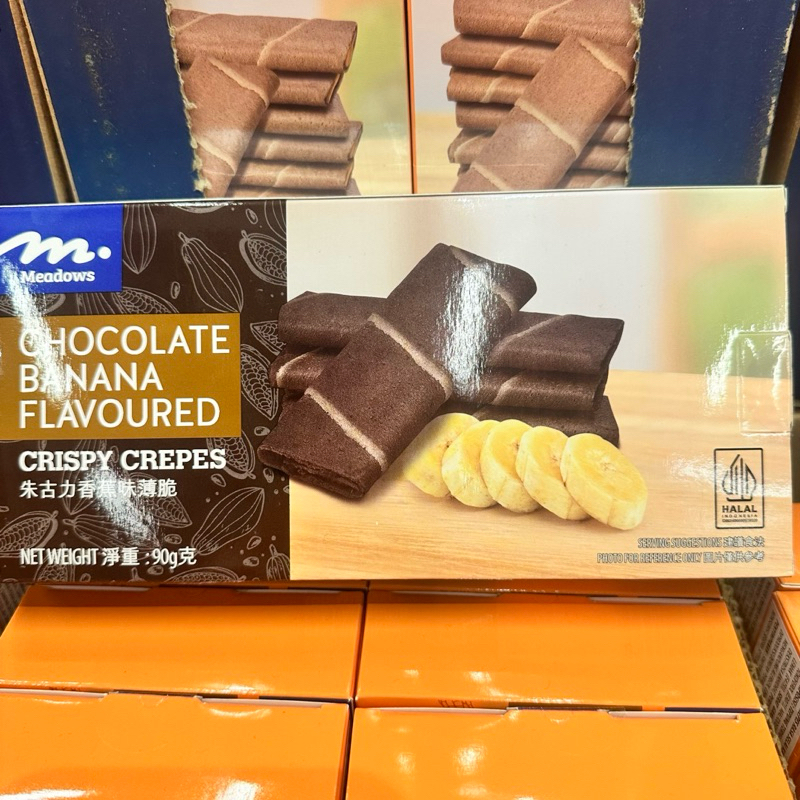 m.
Meadows
CHOCOLATE
BANANA
FLAVOURED
CRISPY CREPES
朱古力香蕉味薄脆
NET WEIGHT 淨重 : 90g克
HALAL
INDONESIA
SERVING SUGGESTIONS 建議食法
PHOTO FOR REFERENCE ONLY 圖片僅供參考